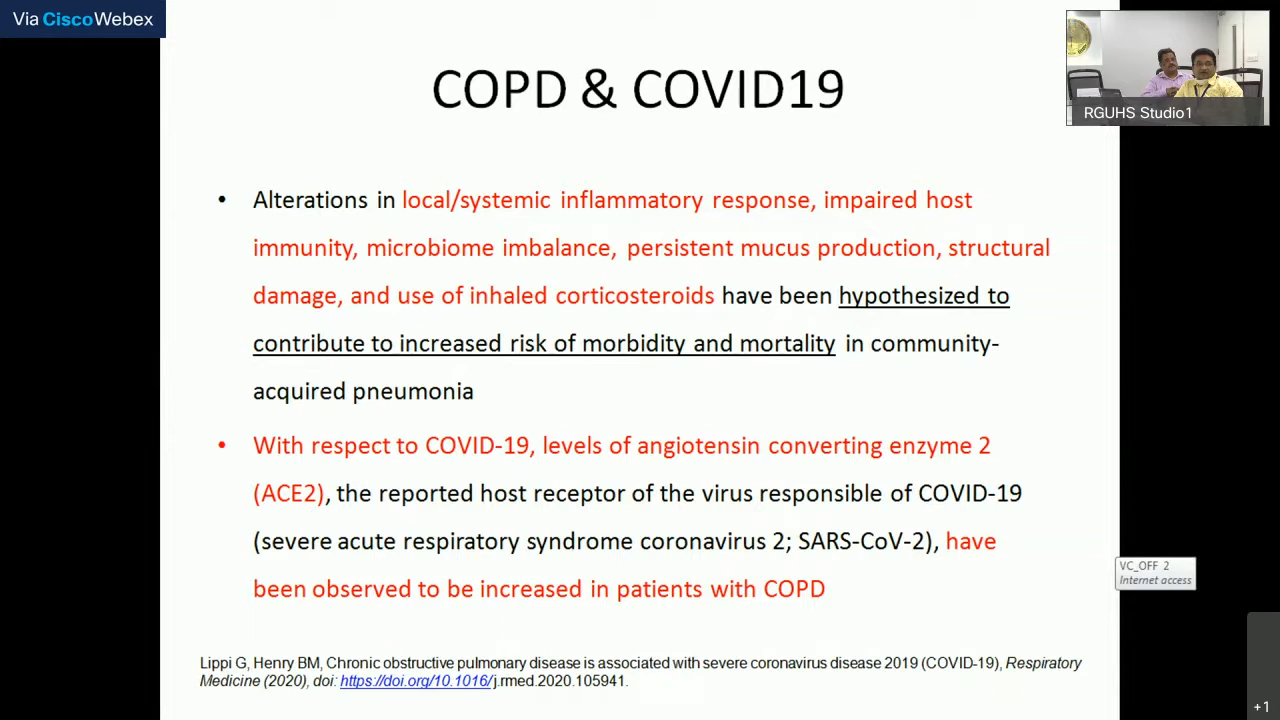 Via CiscoWebex
COPD & COVID19
RGUHS Studio1
• Alterations in local/systemic inflammatory response, impaired host
immunity, microbiome imbalance, persistent mucus production, structural
damage, and use of inhaled corticosteroids have been hypothesized to
contribute to increased risk of morbidity and mortality in community-
acquired pneumonia
• With respect to COVID-19, levels of angiotensin converting enzyme 2
(ACE2), the reported host receptor of the virus responsible of COVID-19
(severe acute respiratory syndrome coronavirus 2; SARS-CoV-2), have
been observed to be increased in patients with COPD
VC_OFF 2
Internet access
Lippi G, Henry BM, Chronic obstructive pulmonary disease is associated with severe coronavirus disease 2019 (COVID-19), Respiratory
Medicine (2020), doi: https://doi.org/10.1016/j.rmed.2020.105941.
+1